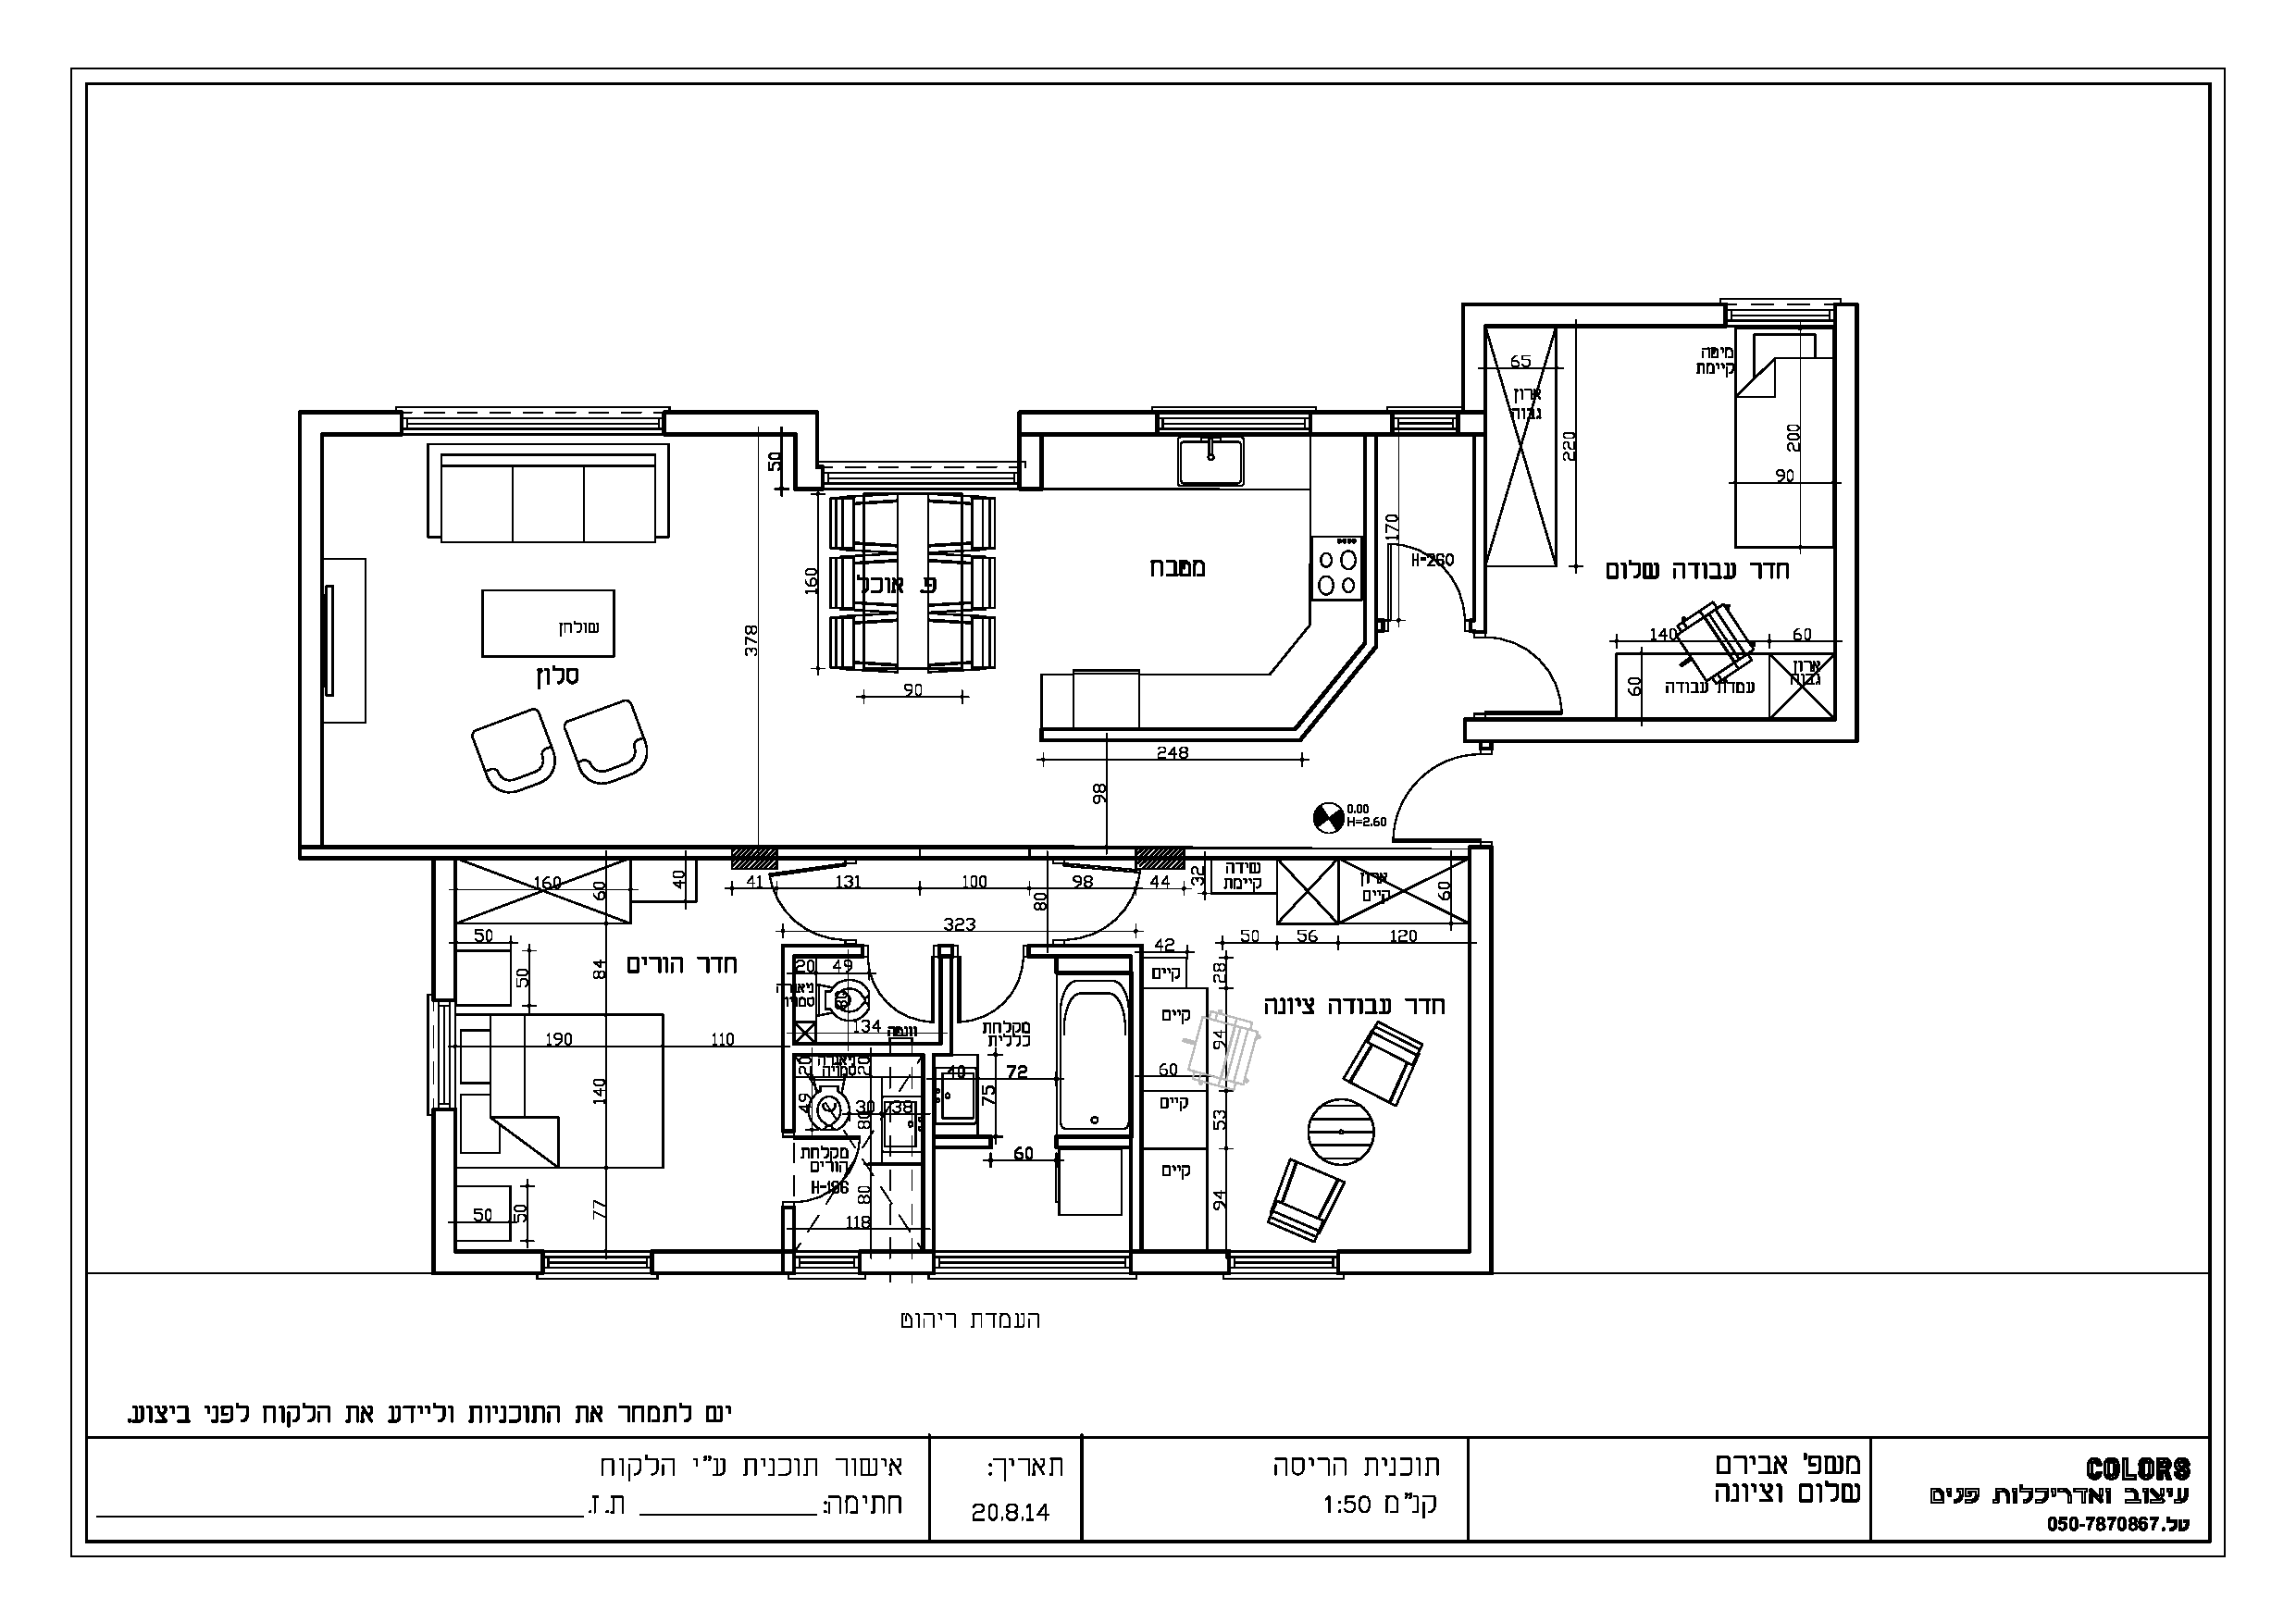 65
ארון
גבוה
מיטה
קיימת
220
200
90
50
170
H-260
מטבח
160
פ. אוכל
חדר עבודה שלום
שולחן
סלון
378
140
60
60
עמדת עבודה
ארון
גבוה
90
248
98
0.00
H=2.60
160
60
40
41
131
100
98
44
32
שידה
קיימת
ארון
קיים
60
80
323
50
50
84
חדר הורים
20
49
80
ניאגרה
סמויה
42
קיים
50
56
120
28
חדר עבודה ציונה
קיים
94
134
וונטה
מקלחת
כללית
190
110
20
ניאגרה
סמויה
20
40
72
75
60
140
49
30
38
80
קיים
53
מקלחת
הורים
H-196
60
קיים
50
50
77
80
118
94
העמדת ריהוט
יש לתמחר את התוכניות וליידע את הלקוח לפני ביצוע.
COLORS
עיצוב ואדריכלות פנים
טל.050-7870867
משפ' אבירם
שלום וציונה
תוכנית הריסה
קנ"מ 1:50
תאריך:
20.8.14
אישור תוכנית ע"י הלקוח
חתימה: ת.ז.